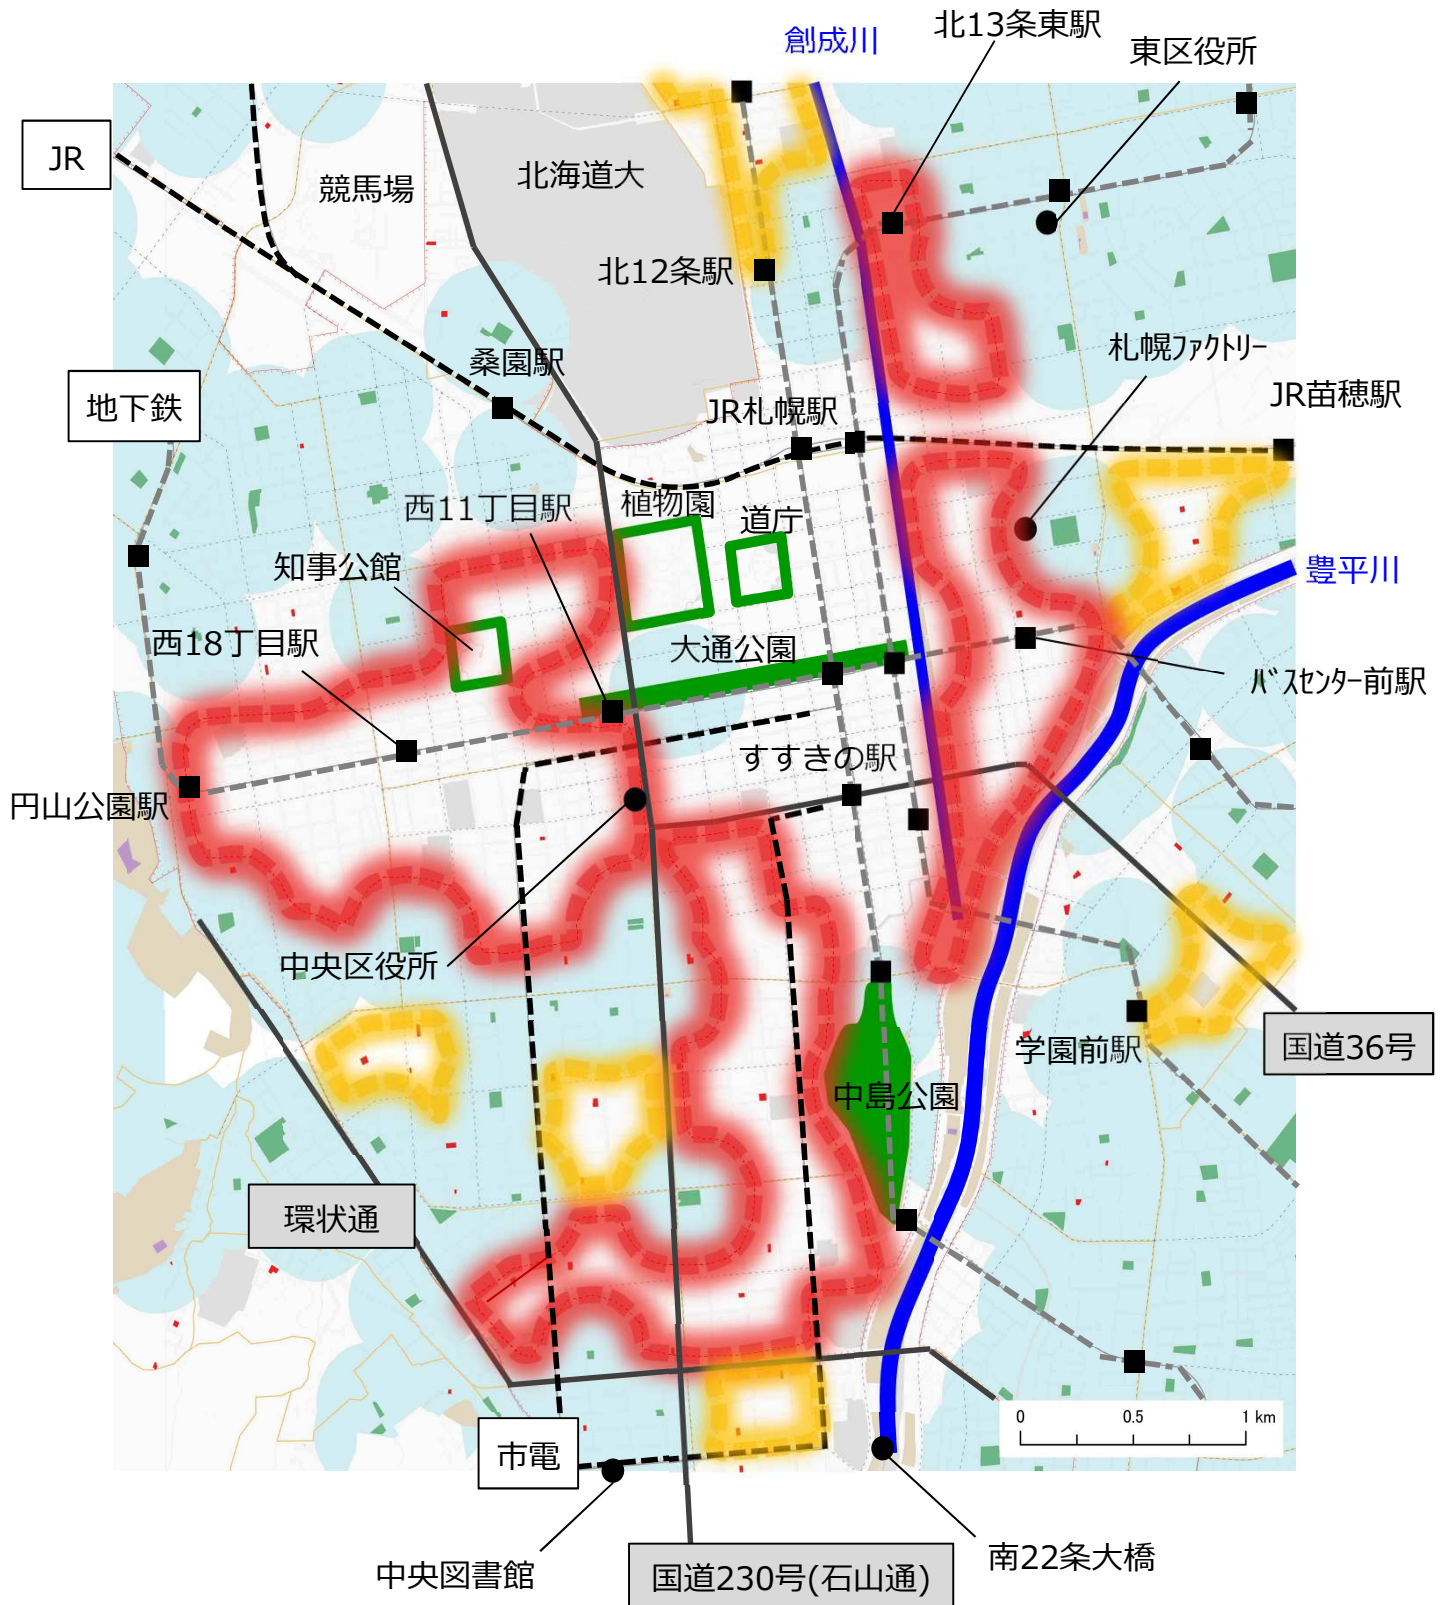 北13条東駅
創成川
東区役所
JR
競馬場
北海道大
北12条駅
桑園駅
札幌ファクトリー
地下鉄
JR札幌駅
JR苗穂駅
西11丁目駅
植物園
道庁
知事公館
豊平川
西18丁目駅
大通公園
バスセンター前駅
すすきの駅
円山公園駅
中央区役所
学園前駅
国道36号
中島公園
環状通
0 0.5 1 km
市電
中央図書館
国道230号(石山通)
南22条大橋